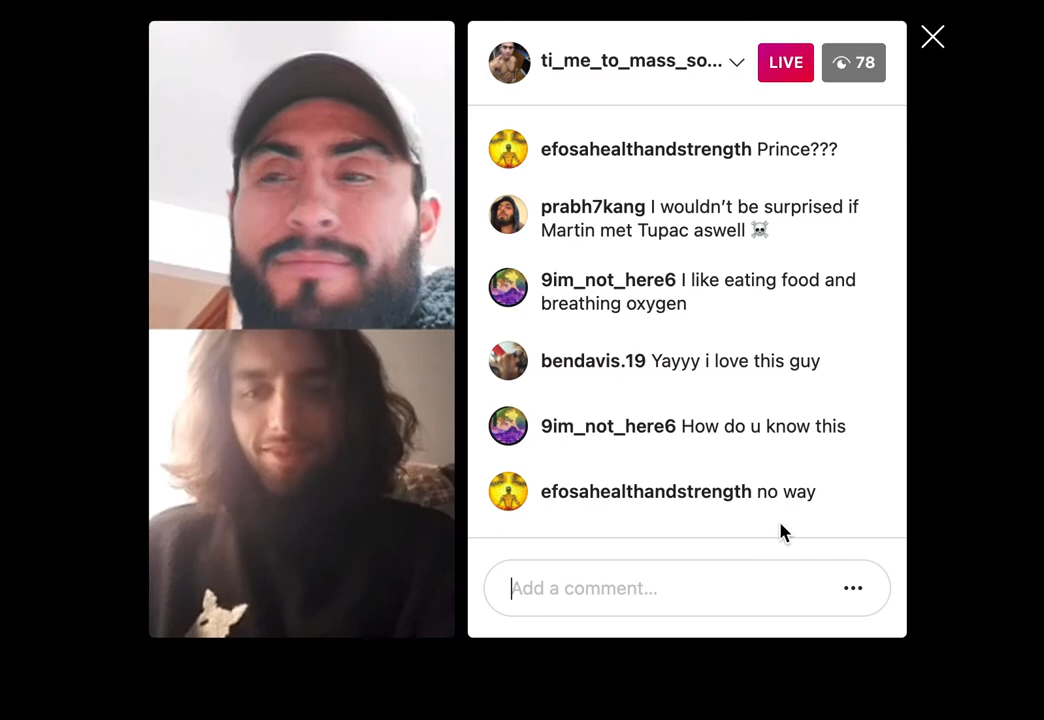 ti_me_to_mass_so...
LIVE
78
efosahealthandstrength Prince???
prabh7kang I wouldn’t be surprised if
Martin met Tupac aswell ☠️
9im_not_here6 I like eating food and
breathing oxygen
bendavis.19 Yayyy i love this guy
9im_not_here6 How do u know this
efosahealthandstrength no way
Add a comment...